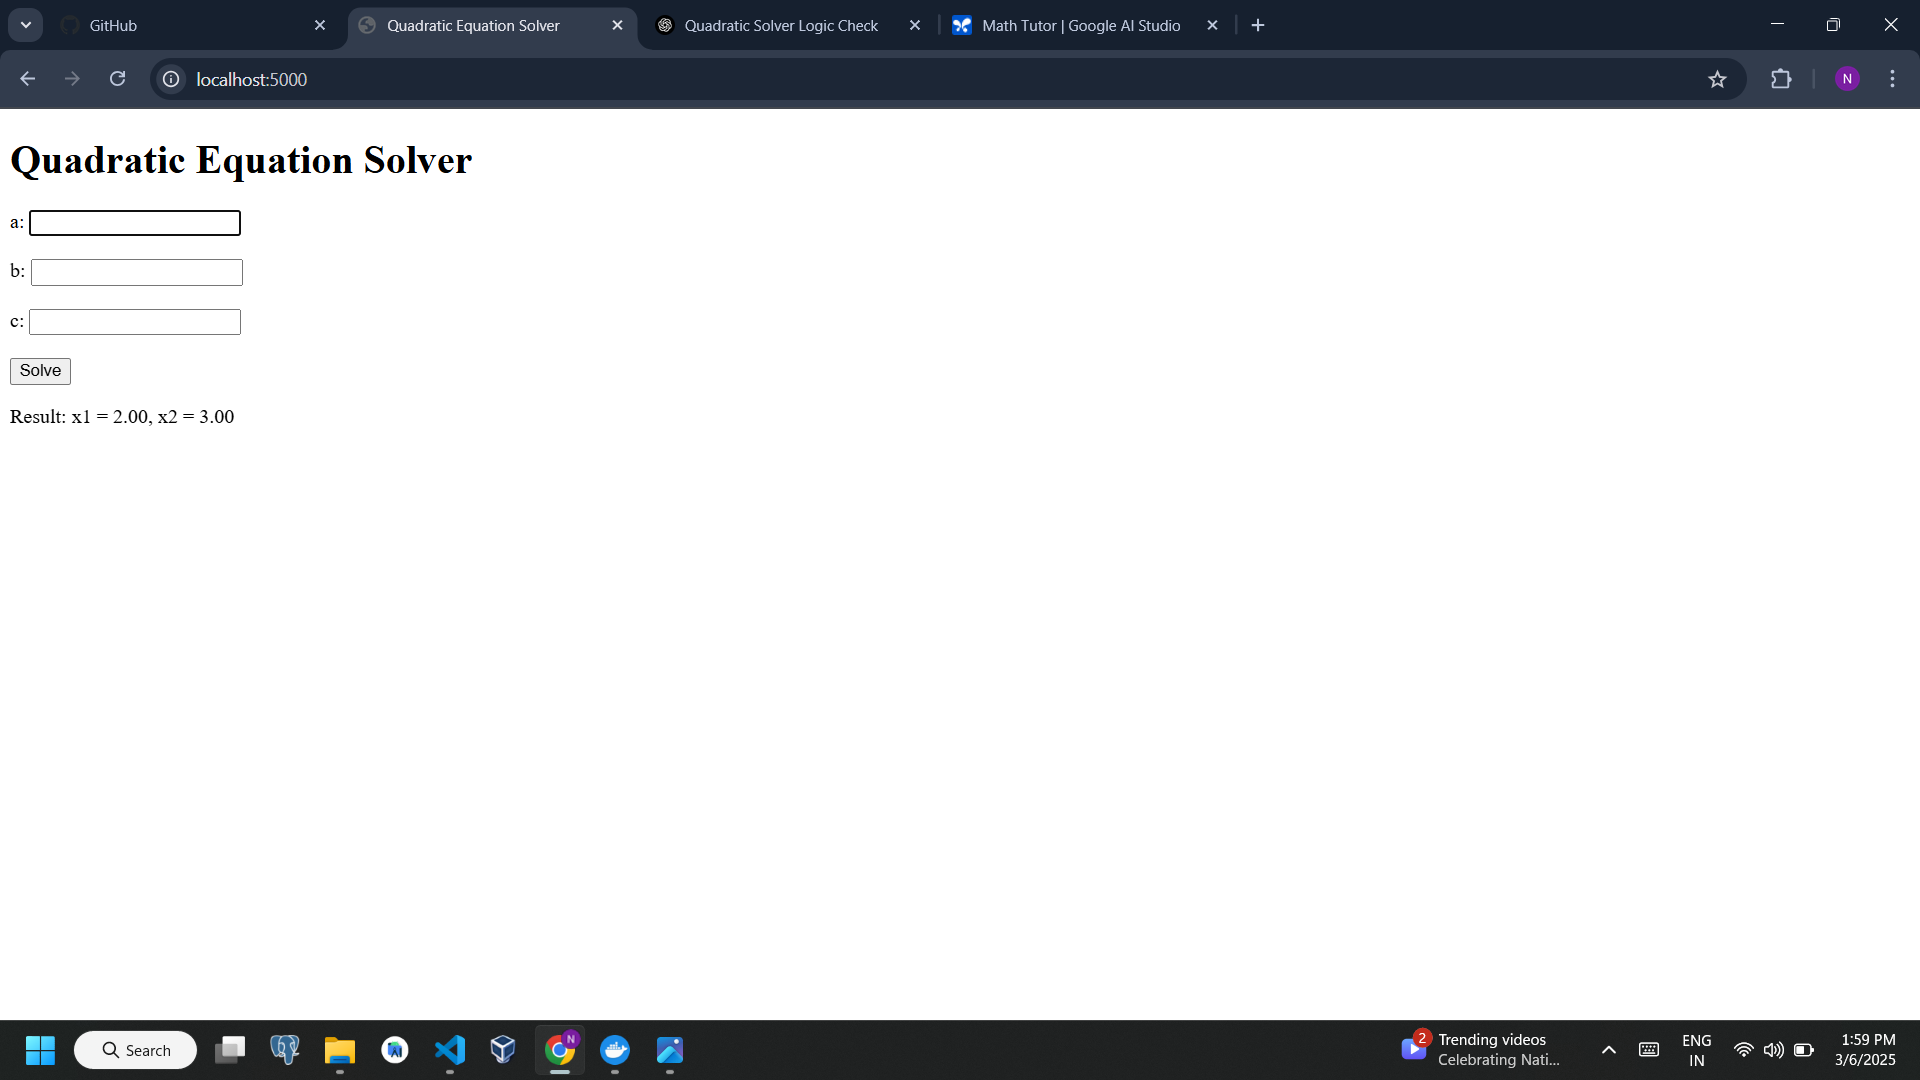 GitHub
Quadratic Equation Solver
Quadratic Solver Logic Check
Math Tutor | Google AI Studio
localhost:5000
N
Quadratic Equation Solver
a:
b:
c:
Solve
Result: x1 = 2.00, x2 = 3.00
Search
N
2
Trending videos
Celebrating Nati...
ENG
IN
1:59 PM
3/6/2025